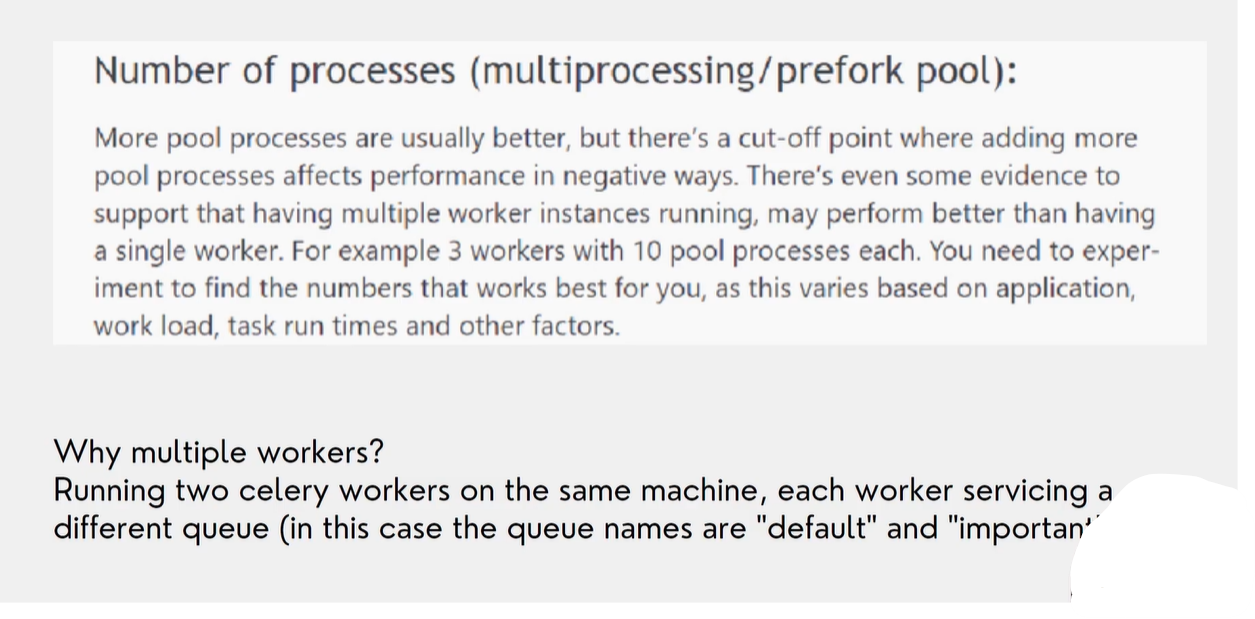 Number of processes (multiprocessing/prefork pool):
More pool processes are usually better, but there's a cut-off point where adding more
pool processes affects performance in negative ways. There's even some evidence to
support that having multiple worker instances running, may perform better than having
a single worker. For example 3 workers with 10 pool processes each. You need to exper-
iment to find the numbers that works best for you, as this varies based on application,
work load, task run times and other factors.
Why multiple workers?
Running two celery workers on the same machine, each worker servicing a
different queue (in this case the queue names are "default" and "important"